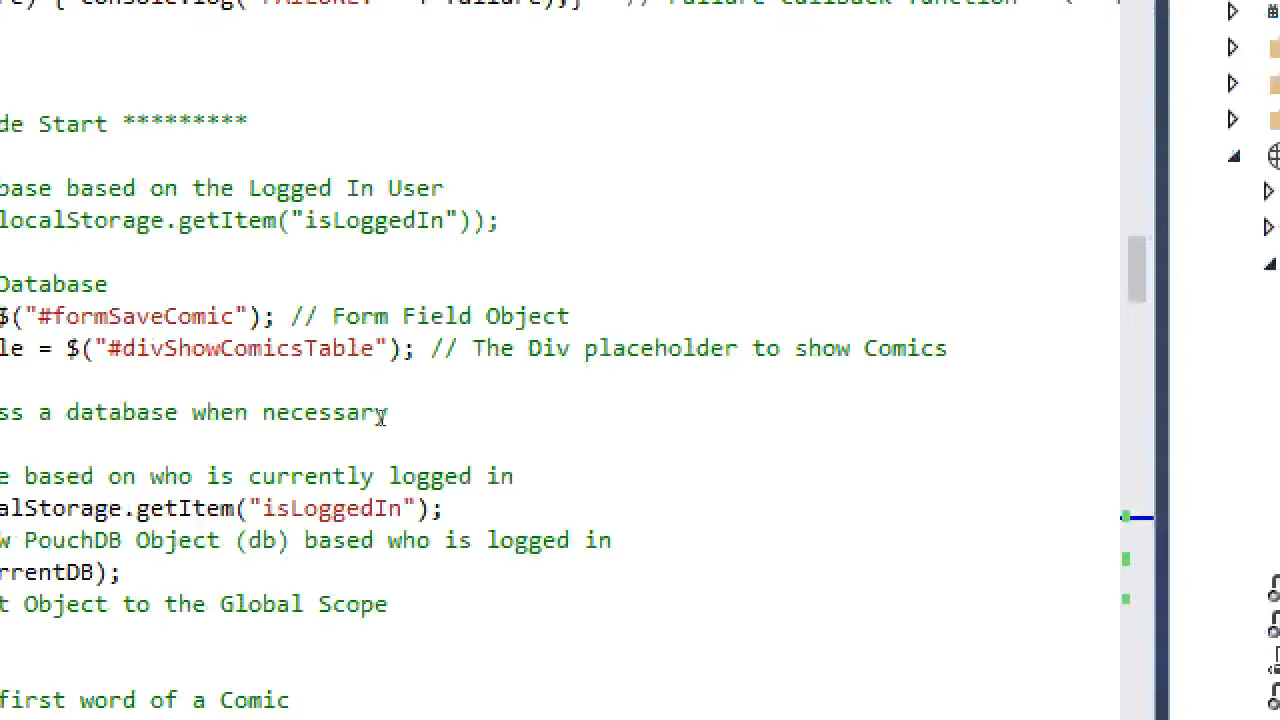 de Start *********
base based on the Logged In User
localStorage.getItem("isLoggedIn"));
Database
$("#formSaveComic"); // Form Field Object
le = $("#divShowComicsTable"); // The Div placeholder to show Comics
ss a database when necessary
e based on who is currently logged in
alStorage.getItem("isLoggedIn");
w PouchDB Object (db) based who is logged in
rrentDB);
t Object to the Global Scope
first word of a Comic